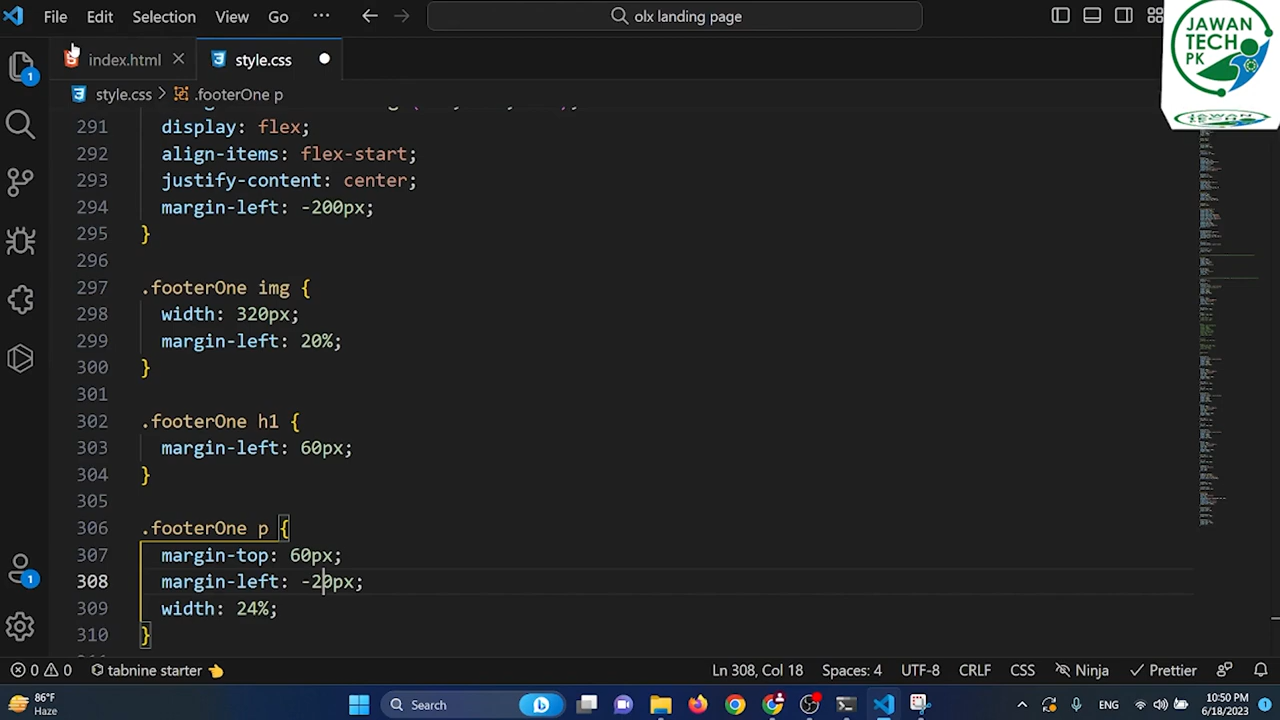 File Edit Selection View Go ··· olx landing page
JAWAN
TECH
PK
index.html style.css
style.css > .footerOne p
291 display: flex;
292 align-items: flex-start;
293 justify-content: center;
294 margin-left: -200px;
295 }
296
297 .footerOne img {
298 width: 320px;
299 margin-left: 20%;
300 }
301
302 .footerOne h1 {
303 margin-left: 60px;
304 }
305
306 .footerOne p {
307 margin-top: 60px;
308 margin-left: -20px;
309 width: 24%;
310 }
0 0 tabnine starter Ln 308, Col 18 Spaces: 4 UTF-8 CRLF CSS Ninja Prettier
86°F
Haze
Search
ENG
10:50 PM
6/18/2023
1
1
1